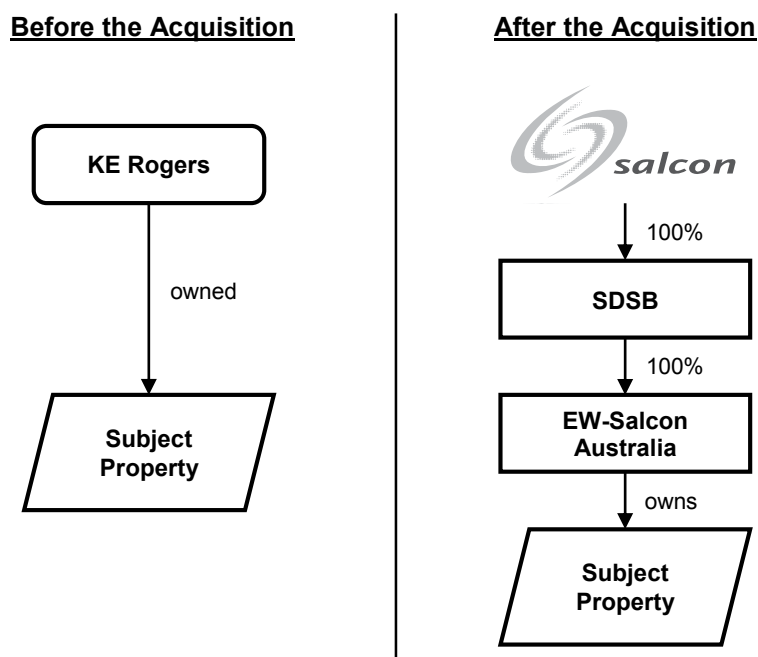 Before the Acquisition
KE Rogers
owned
Subject
Property
After the Acquisition
salcon
100%
SDSB
100%
EW-Salcon
Australia
owns
Subject
Property